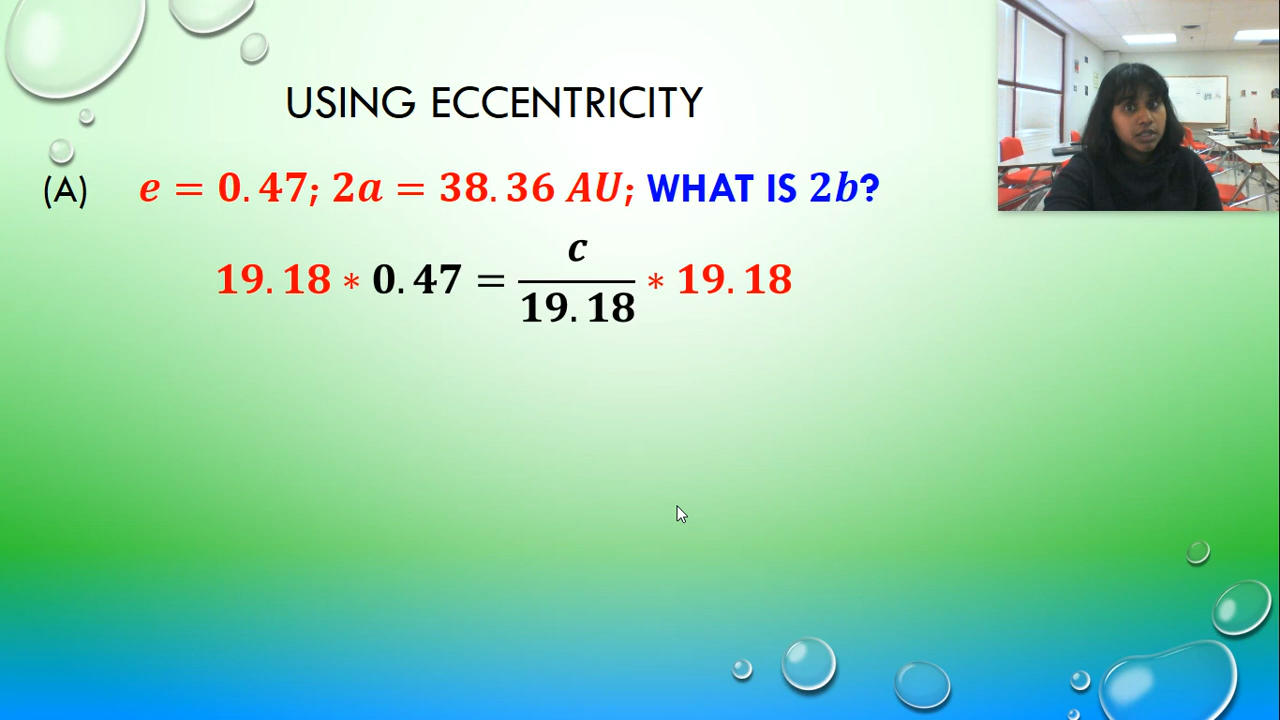 USING ECCENTRICITY
(A) e = 0.47; 2a = 38.36 AU; WHAT IS 2b?
19.18 * 0.47 = c/19.18 * 19.18